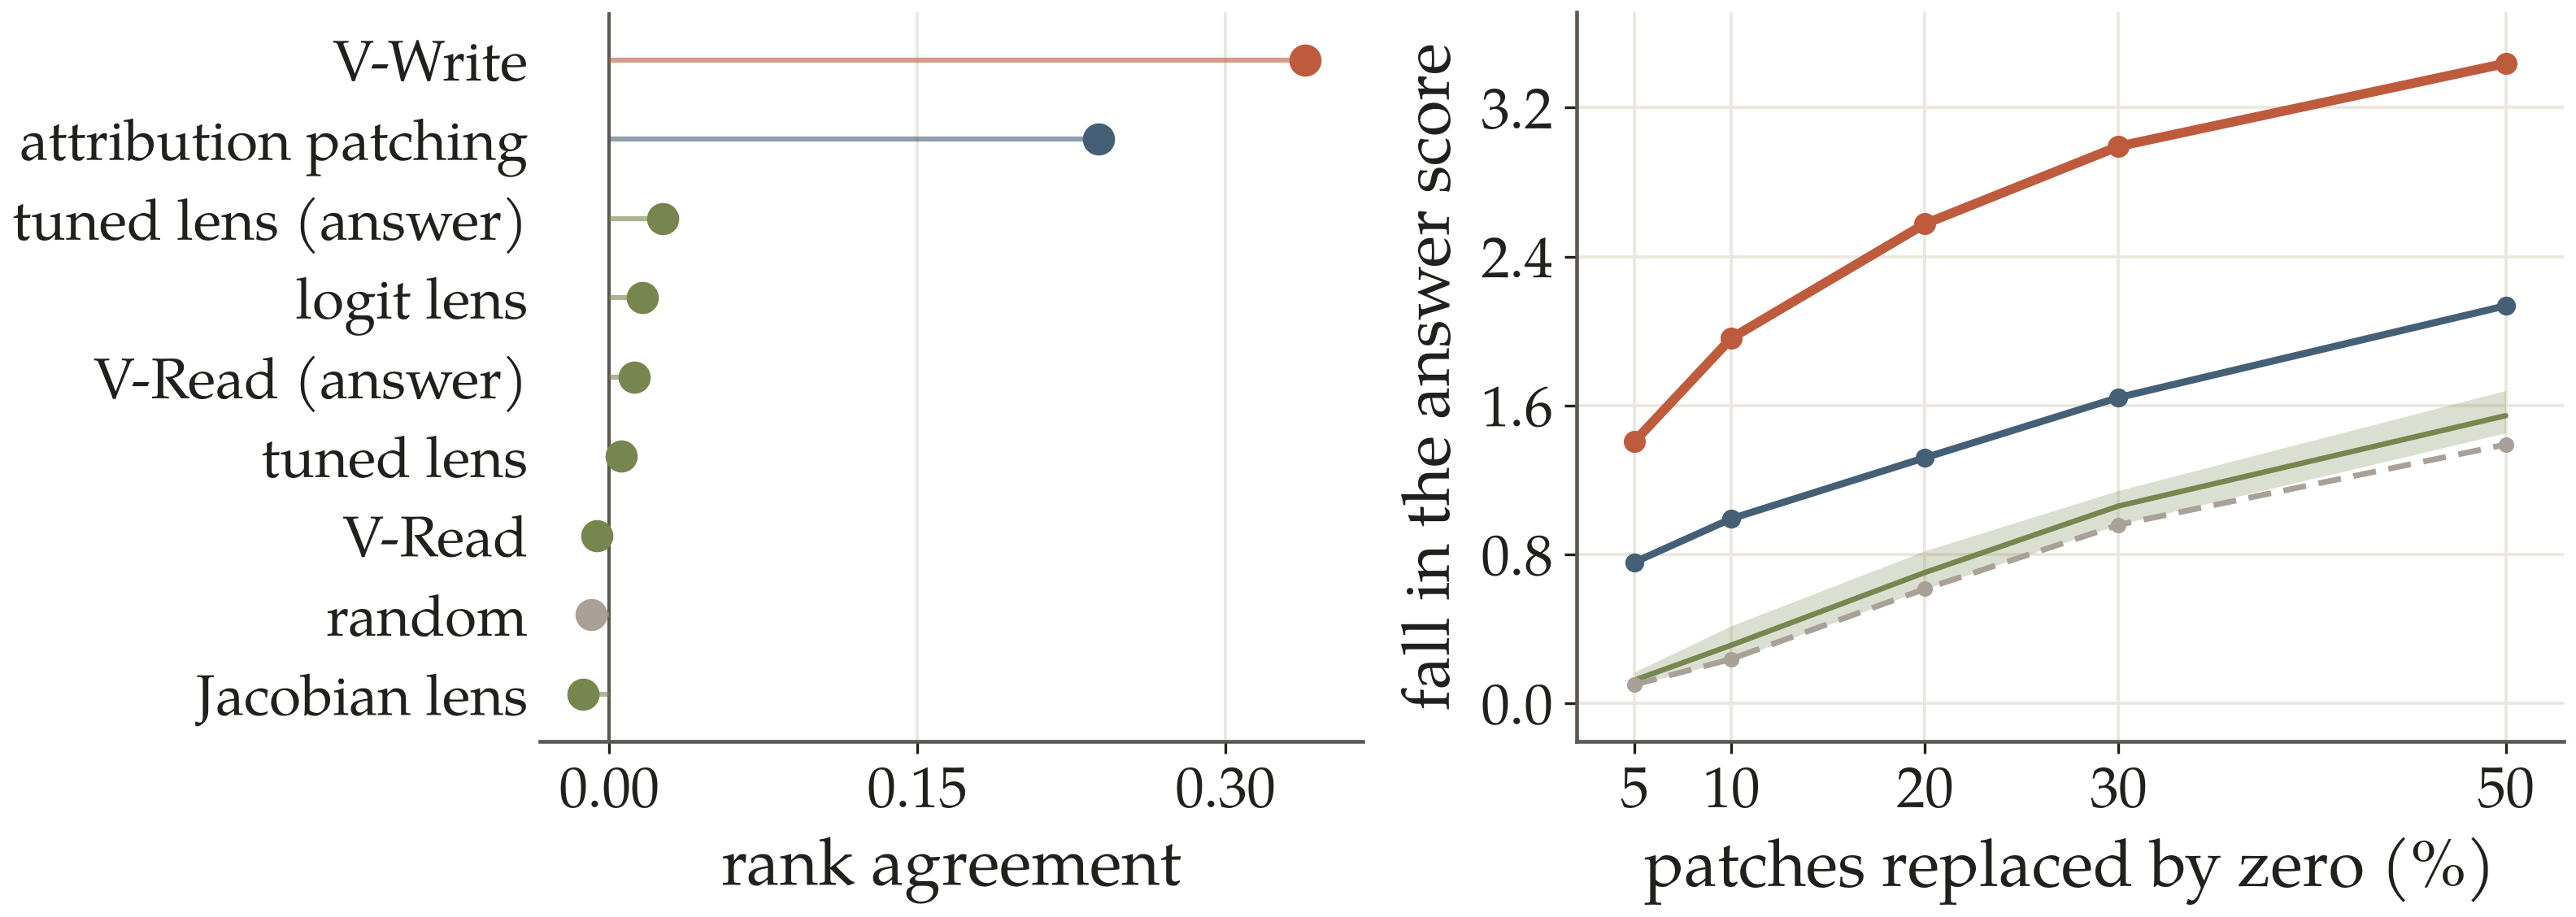 V-Write
attribution patching
tuned lens (answer)
logit lens
V-Read (answer)
tuned lens
V-Read
random
Jacobian lens
0.00 0.15 0.30
rank agreement
fall in the answer score
3.2
2.4
1.6
0.8
0.0
5 10 20 30 50
patches replaced by zero (%)